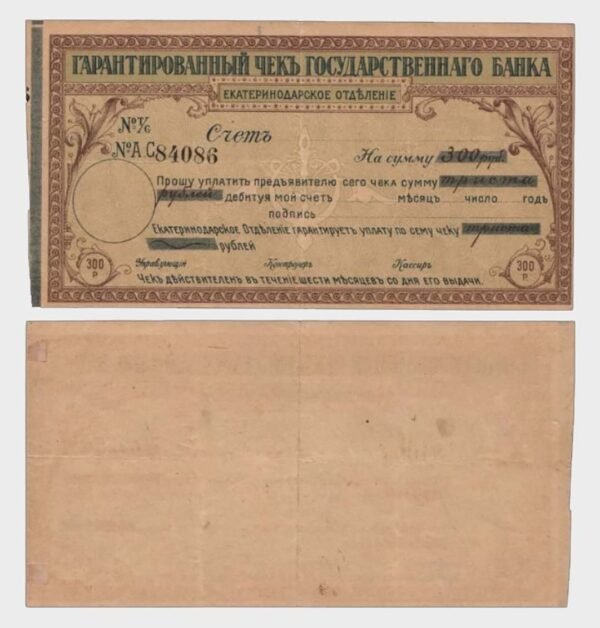 ГАРАНТИРОВАННЫЙ ЧЕКЪ ГОСУДАРСТВЕННАГО БАНКА
ЕКАТЕРИНОДАРСКОЕ ОТДѢЛЕНІЕ
№ Ч/с Счетъ
№ А С84086 На сумму 300 руб.
Прошу уплатить предъявителю сего чека сумму триста
рублей дебитуя мой счетъ мѣсяцъ число годъ
подпись
Екатеринодарское Отдѣленіе гарантируетъ уплату по сему чеку триста
рублей
300 Р. Управляющій Контролеръ Кассиръ 300 Р.
Чекъ дѣйствителенъ въ теченіе шести мѣсяцевъ со дня его выдачи.